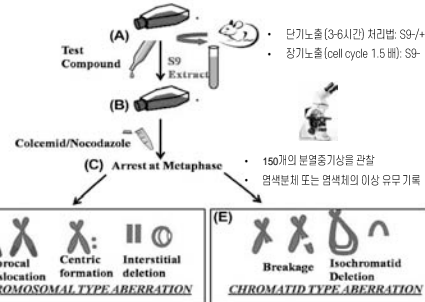 (A)
Test
Compound
S9
Extract
• 단기노출(3-6시간) 처리법: S9-/+
• 장기노출(cell cycle 1.5 배): S9-
(B)
Colcemid/Nocodazole
(C) Arrest at Metaphase
• 150개의 분열중기상을 관찰
• 염색분체 또는 염색체의 이상 유무 기록
Centric
formation
Interstitial
deletion
TYPE ABERRATION
(E)
Breakage
Isochromatid
Deletion
CHROMATID TYPE ABERRATION